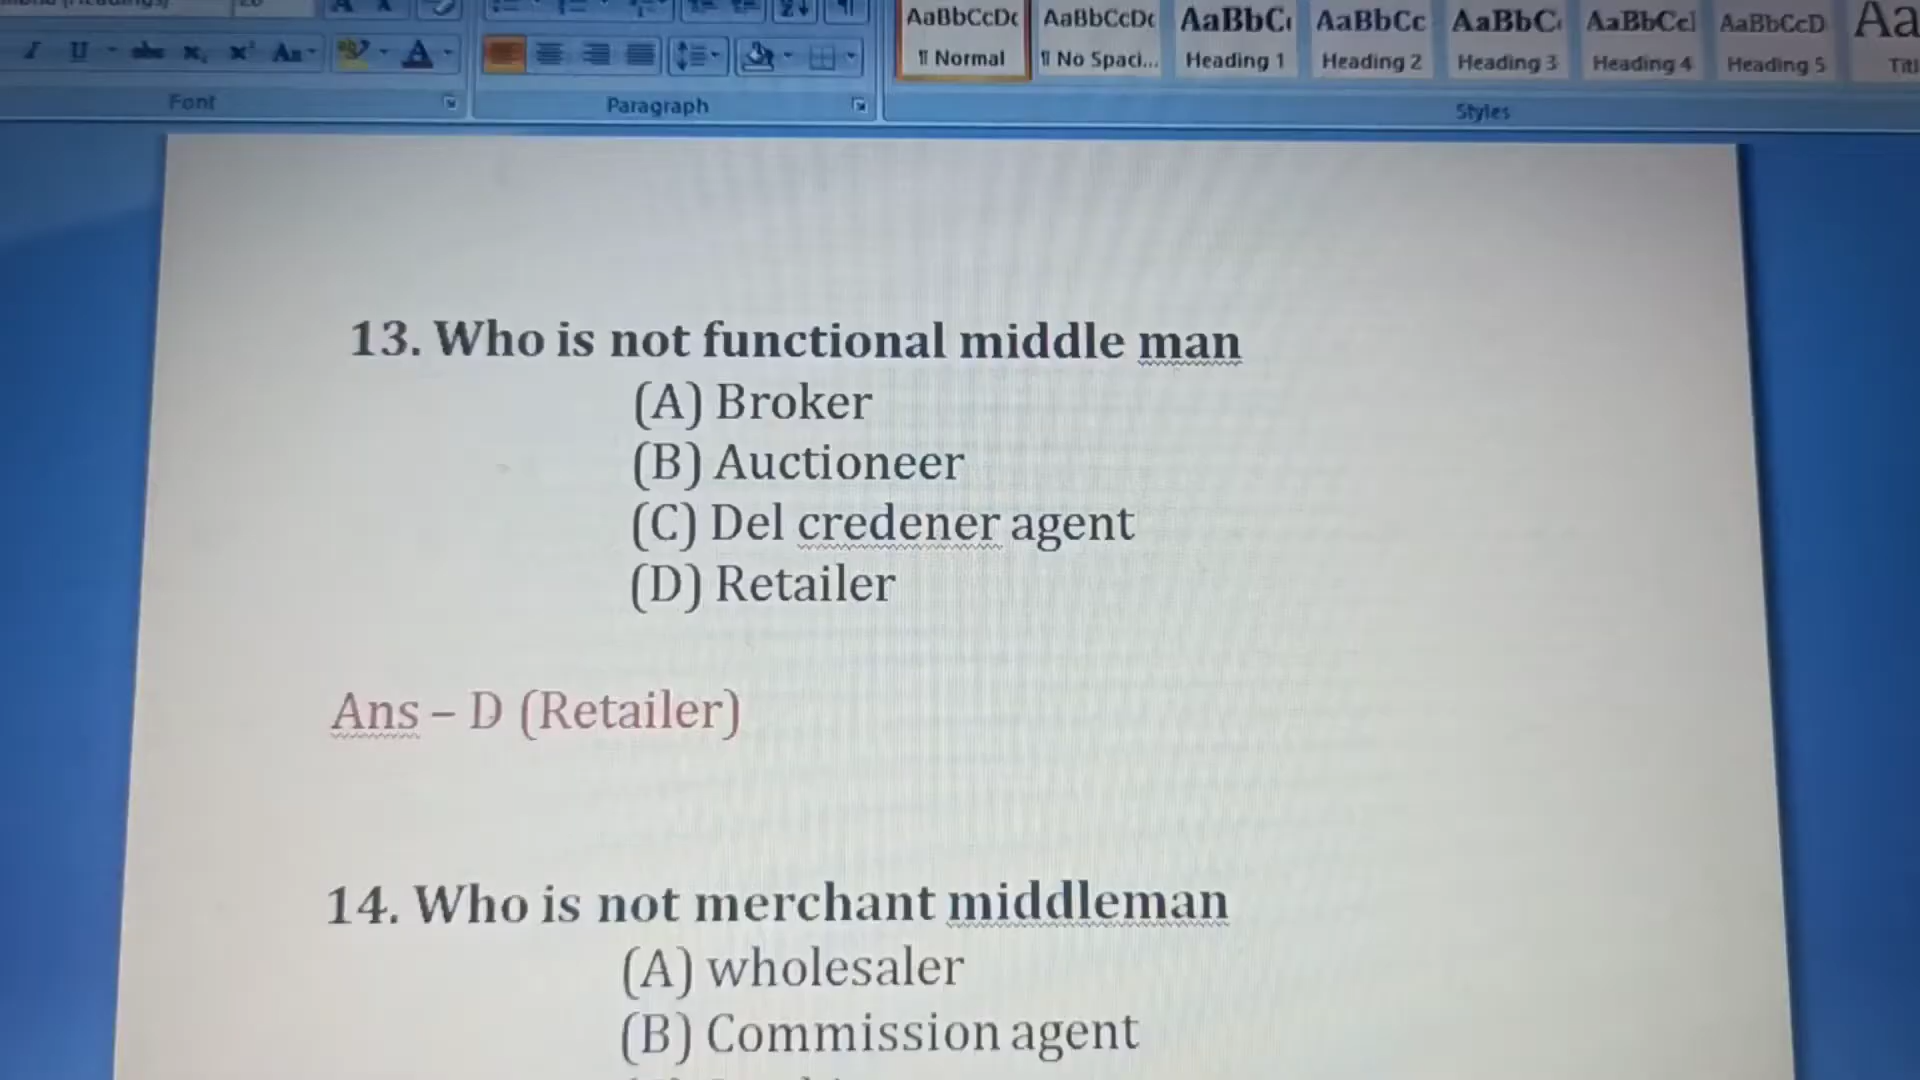 Font
Paragraph
Styles
AaBbCcDc AaBbCcDc AaBbC AaBbCc AaBbC AaBbCcI AaBbCcD Aa
¶ Normal ¶ No Spaci... Heading 1 Heading 2 Heading 3 Heading 4 Heading 5 Titl
13. Who is not functional middle man
(A) Broker
(B) Auctioneer
(C) Del credener agent
(D) Retailer
Ans – D (Retailer)
14. Who is not merchant middleman
(A) wholesaler
(B) Commission agent